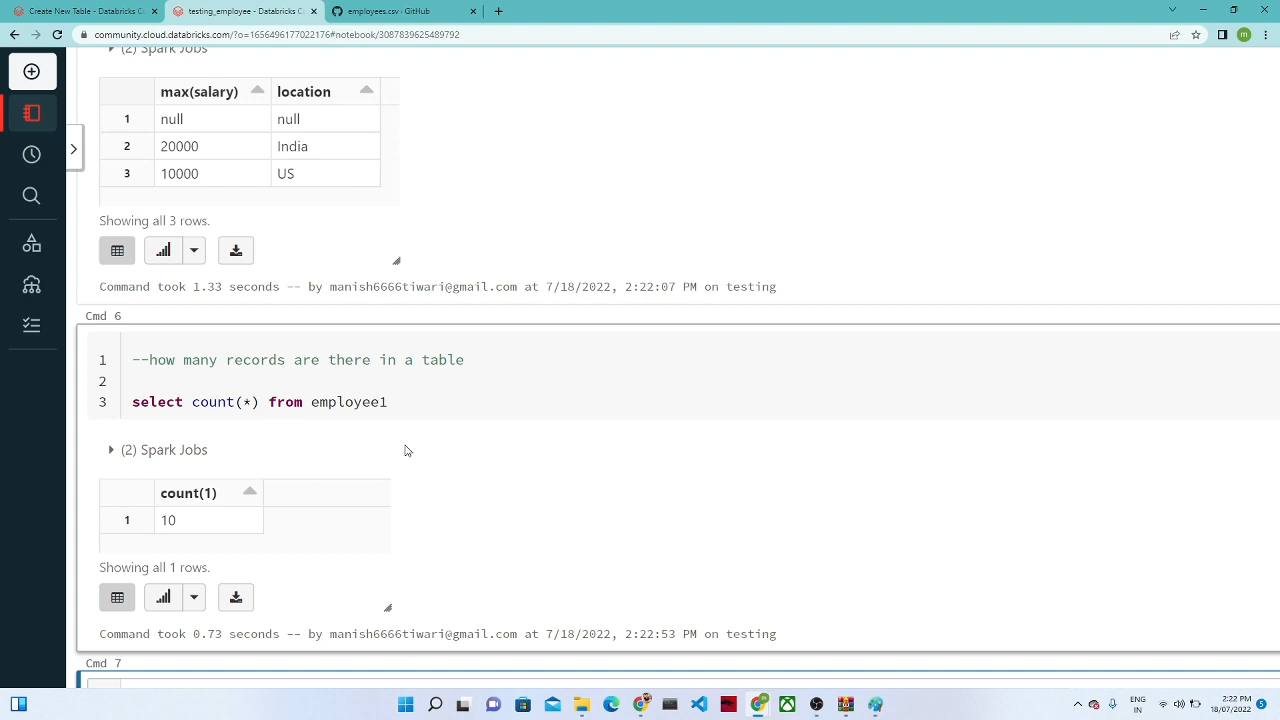 Create New Table - Databricks C
testing_employee - Databricks C
employees.csv · GitHub
community.cloud.databricks.com/?o=1656496177022176#notebook/3087839625489792
m
(2) Spark Jobs
max(salary) location
1 null null
2 20000 India
3 10000 US
Showing all 3 rows.
Command took 1.33 seconds -- by manish6666tiwari@gmail.com at 7/18/2022, 2:22:07 PM on testing
Cmd 6
1 --how many records are there in a table
2
3 select count(*) from employee1
(2) Spark Jobs
count(1)
1 10
Showing all 1 rows.
Command took 0.73 seconds -- by manish6666tiwari@gmail.com at 7/18/2022, 2:22:53 PM on testing
Cmd 7
ENG
IN
2:22 PM
18/07/2022